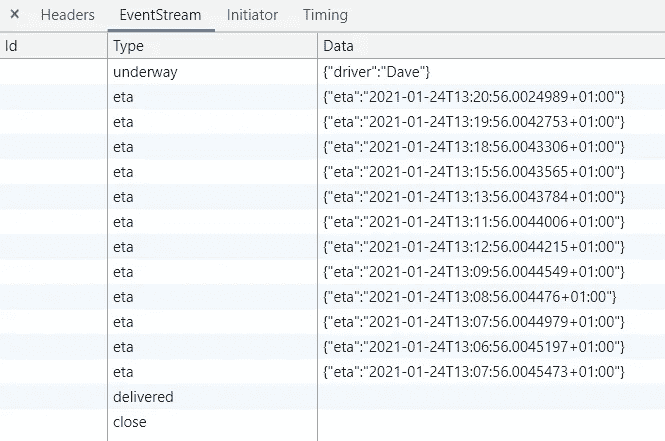 × Headers EventStream Initiator Timing
Id Type Data
underway {"driver":"Dave"}
eta {"eta":"2021-01-24T13:20:56.0024989+01:00"}
eta {"eta":"2021-01-24T13:19:56.0042753+01:00"}
eta {"eta":"2021-01-24T13:18:56.0043306+01:00"}
eta {"eta":"2021-01-24T13:15:56.0043565+01:00"}
eta {"eta":"2021-01-24T13:13:56.0043784+01:00"}
eta {"eta":"2021-01-24T13:11:56.0044006+01:00"}
eta {"eta":"2021-01-24T13:12:56.0044215+01:00"}
eta {"eta":"2021-01-24T13:09:56.0044549+01:00"}
eta {"eta":"2021-01-24T13:08:56.004476+01:00"}
eta {"eta":"2021-01-24T13:07:56.0044979+01:00"}
eta {"eta":"2021-01-24T13:06:56.0045197+01:00"}
eta {"eta":"2021-01-24T13:07:56.0045473+01:00"}
delivered
close